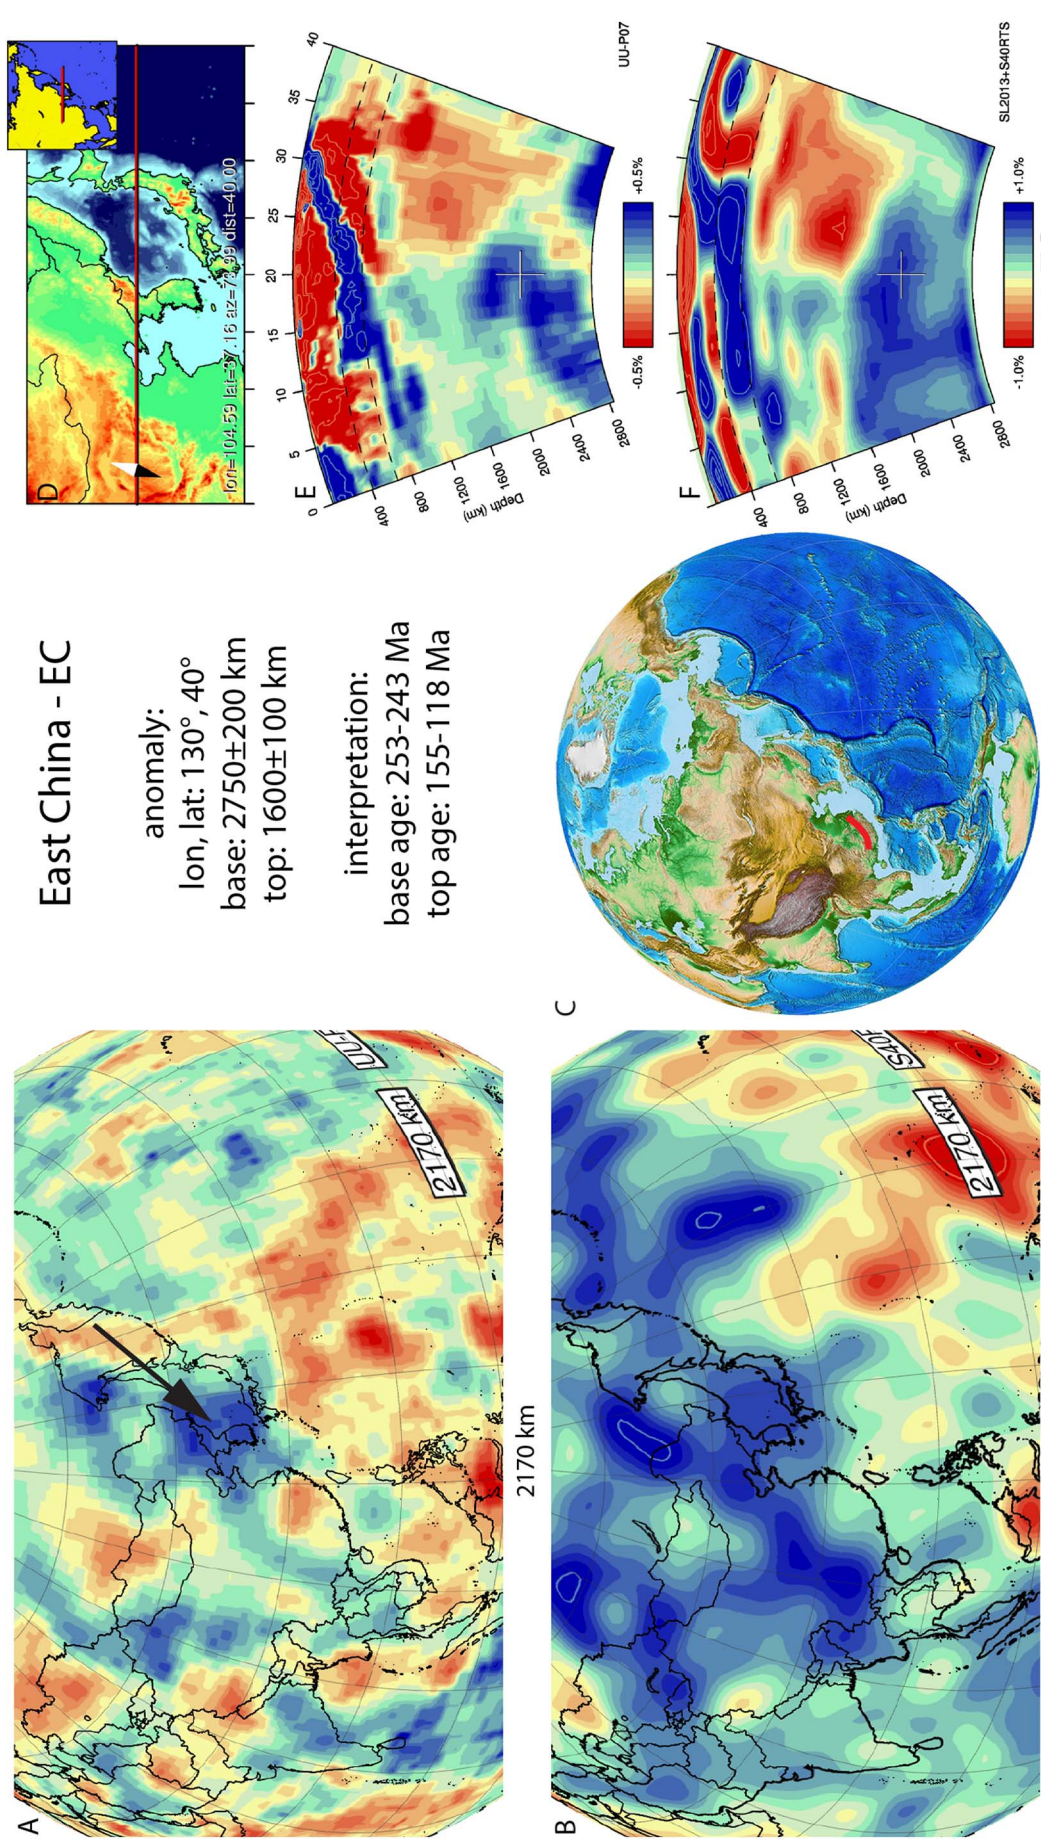 A
UU-P
2170 km
2170 km
B
S40F
2170 km
East China - EC
anomaly:
lon, lat: 130°, 40°
base: 2750±200 km
top: 1600±100 km
interpretation:
base age: 253-243 Ma
top age: 155-118 Ma
C
D
lon=104.59 lat=37.16 az=73.99 dist=40.00
E
0
5
10
15
20
25
30
35
40
400
800
1200
1600
2000
2400
2800
Depth (km)
-0.5%
+0.5%
UU-P07
F
400
800
1200
1600
2000
2400
2800
Depth (km)
-1.0%
+1.0%
SL2013+S40RTS